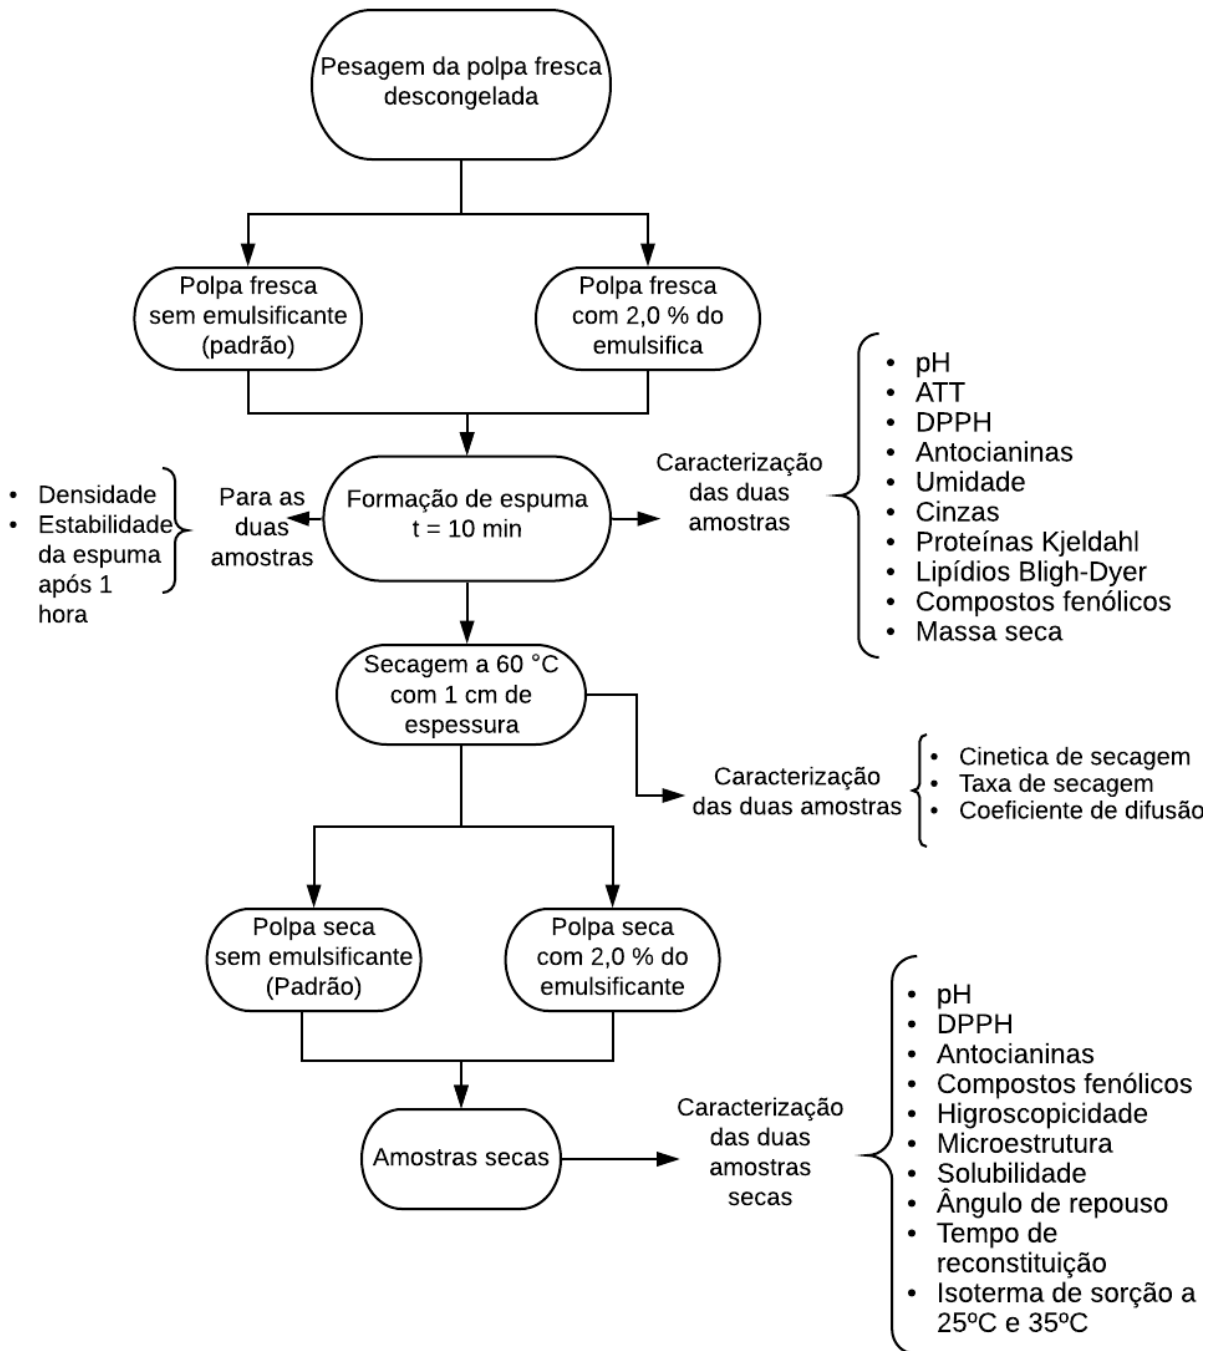 Pesagem da polpa fresca
descongelada
Polpa fresca
sem emulsificante
(padrão)
Polpa fresca
com 2,0 % do
emulsifica
• Densidade
• Estabilidade
da espuma
após 1
hora
Para as
duas
amostras
Formação de espuma
t = 10 min
Caracterização
das duas
amostras
• pH
• ATT
• DPPH
• Antocianinas
• Umidade
• Cinzas
• Proteínas Kjeldahl
• Lipídios Bligh-Dyer
• Compostos fenólicos
• Massa seca
Secagem a 60 °C
com 1 cm de
espessura
Caracterização
das duas amostras
• Cinetica de secagem
• Taxa de secagem
• Coeficiente de difusão
Polpa seca
sem emulsificante
(Padrão)
Polpa seca
com 2,0 % do
emulsificante
Amostras secas
Caracterização
das duas
amostras
secas
• pH
• DPPH
• Antocianinas
• Compostos fenólicos
• Higroscopicidade
• Microestrutura
• Solubilidade
• Ângulo de repouso
• Tempo de
reconstituição
• Isoterma de sorção a
25ºC e 35ºC